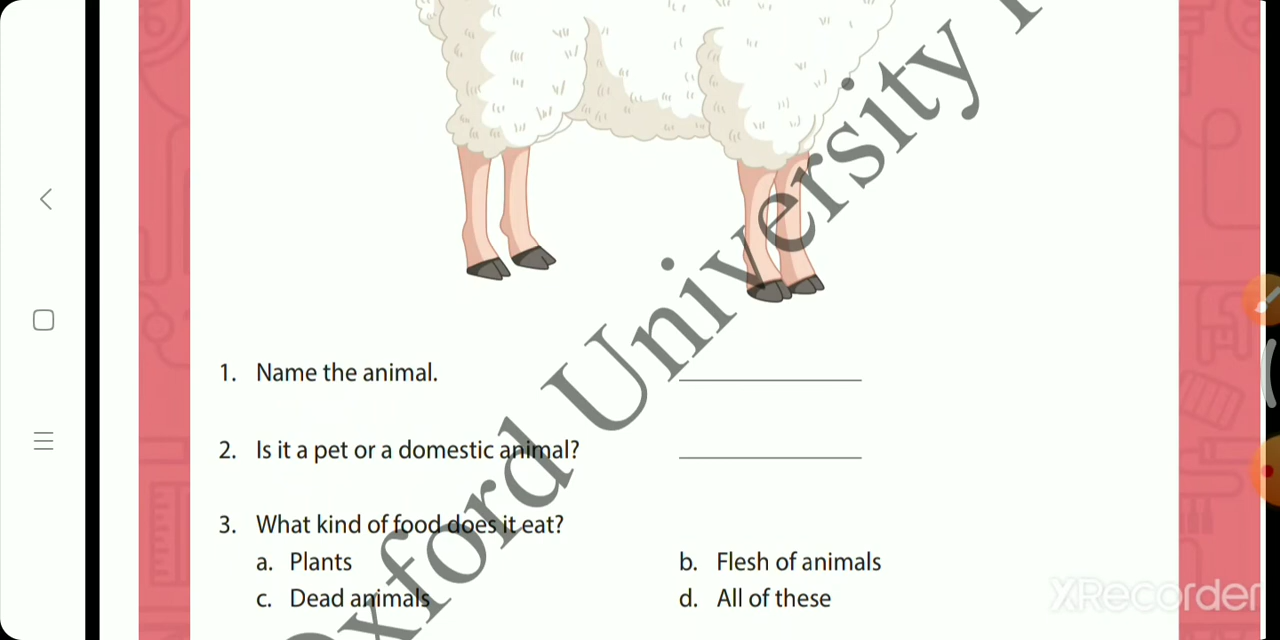 1. Name the animal.
2. Is it a pet or a domestic animal?
3. What kind of food does it eat?
a. Plants b. Flesh of animals
c. Dead animals d. All of these
Oxford University
XRecorder